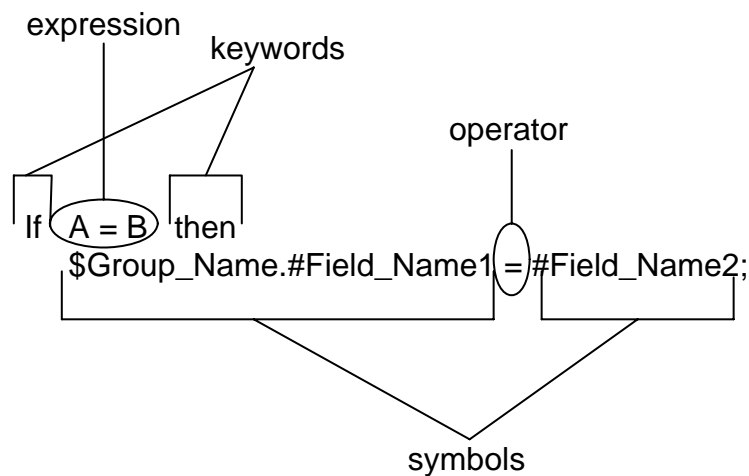 expression
keywords
operator
If A = B then
$Group_Name.#Field_Name1 = #Field_Name2;
symbols